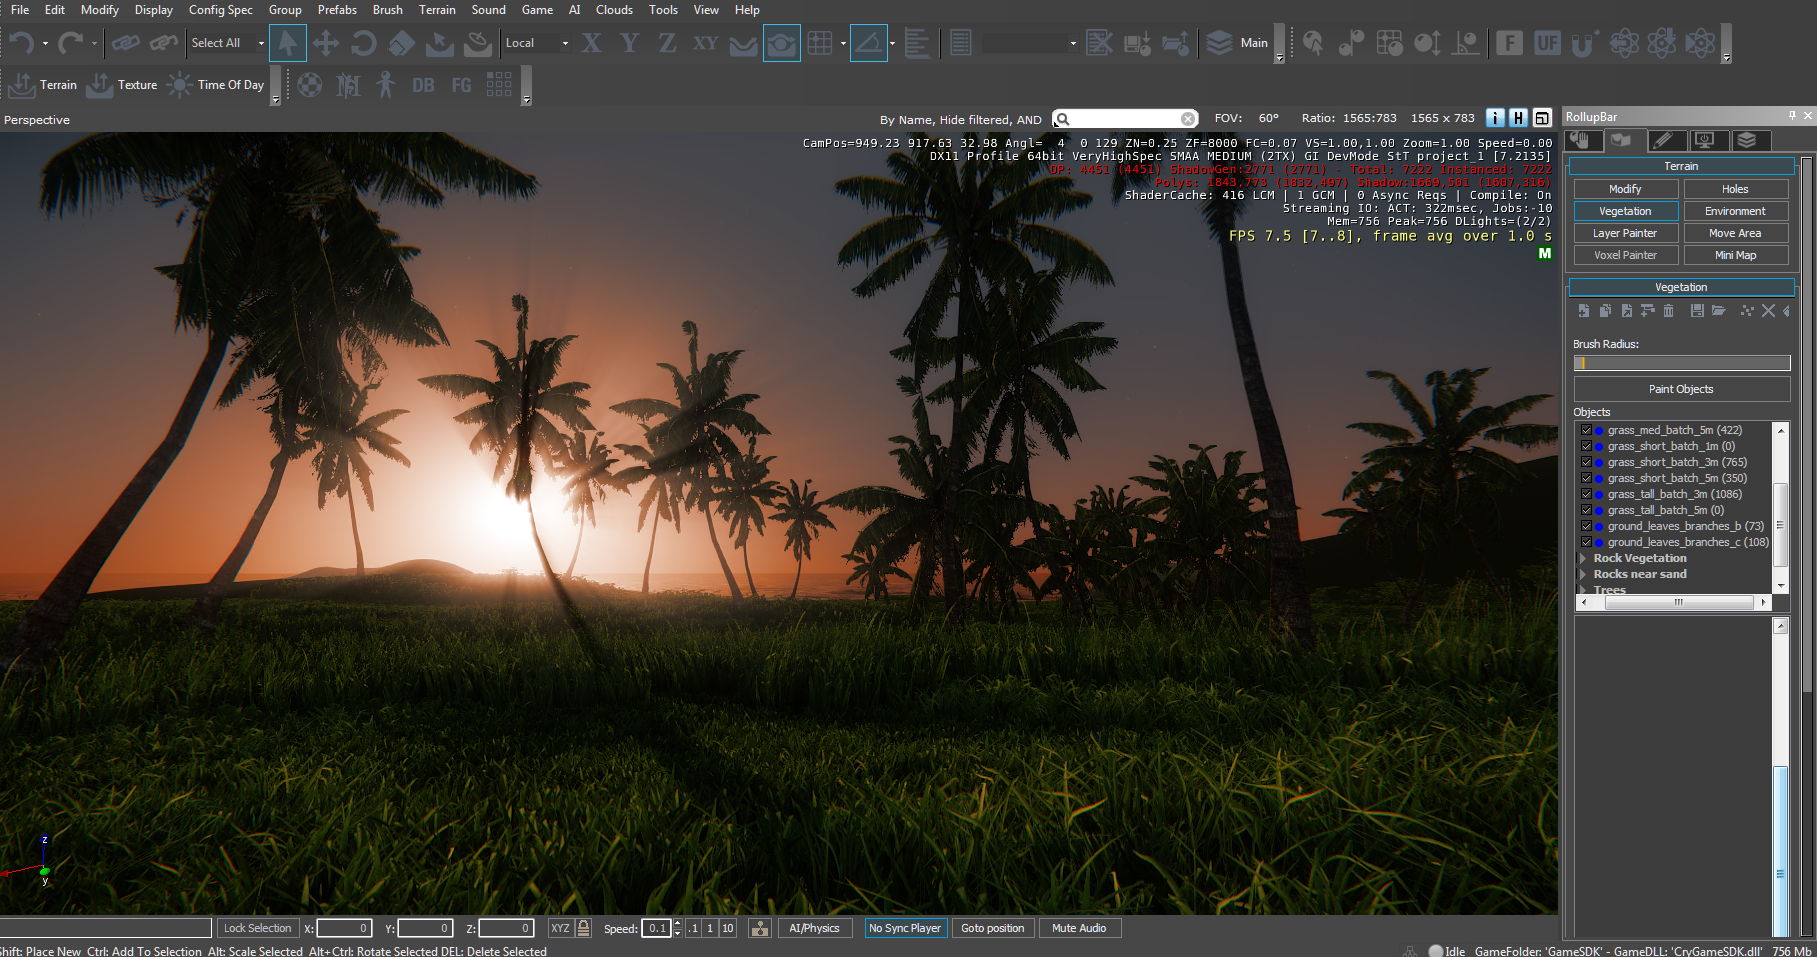 File Edit Modify Display Config Spec Group Prefabs Brush Terrain Sound Game AI Clouds Tools View Help
Select All Local X Y Z XY Main F UF
Terrain Texture Time Of Day DB FG
Perspective By Name, Hide filtered, AND FOV: 60° Ratio: 1565:783 1565 x 783 i H
RollupBar
CamPos=949.23 917.63 32.98 Angl= 4 0 129 ZN=0.25 ZF=8000 FC=0.07 VS=1.00,1.00 Zoom=1.00 Speed=0.00
DX11 Profile 64bit VeryHighSpec SMAA MEDIUM (2TX) GI DevMode StT project_1 [7.2135]
DP: 4451 (4451) ShadowGen:2771 (2771) - Total: 7222 Instanced: 7222
Polys: 1843,773 (1832,497) Shadow:1669,501 (1607,316)
ShaderCache: 416 LCM | 1 GCM | 0 Async Reqs | Compile: On
Streaming IO: ACT: 322msec, Jobs:-10
Mem=756 Peak=756 DLights=(2/2)
FPS 7.5 [7..8], frame avg over 1.0 s
M
Terrain
Modify Holes
Vegetation Environment
Layer Painter Move Area
Voxel Painter Mini Map
Vegetation
Brush Radius:
Paint Objects
Objects
grass_med_batch_5m (422)
grass_short_batch_1m (0)
grass_short_batch_3m (765)
grass_short_batch_5m (350)
grass_tall_batch_3m (1086)
grass_tall_batch_5m (0)
ground_leaves_branches_b (73)
ground_leaves_branches_c (108)
Rock Vegetation
Rocks near sand
Trees
z
y
Lock Selection X: 0 Y: 0 Z: 0 XYZ Speed: 0.1 .1 1 10 AI/Physics No Sync Player Goto position Mute Audio
Shift: Place New Ctrl: Add To Selection Alt: Scale Selected Alt+Ctrl: Rotate Selected DEL: Delete Selected Idle GameFolder: 'GameSDK' - GameDLL: 'CryGameSDK.dll' 756 Mb